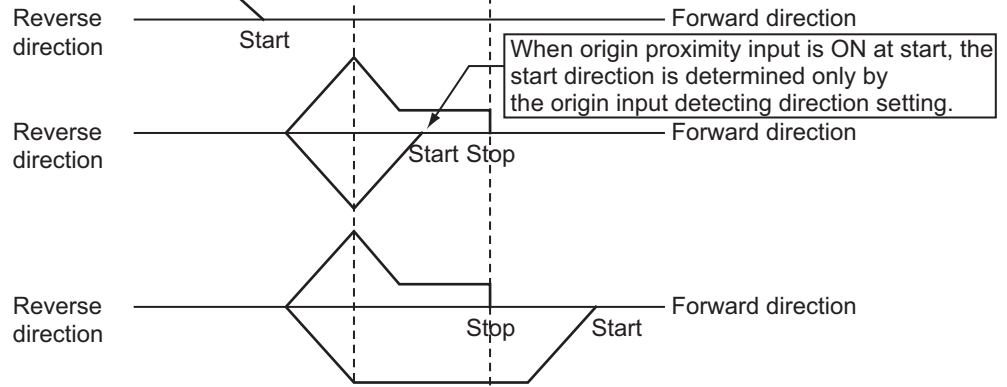 Reverse
direction
Start
Forward direction
When origin proximity input is ON at start, the
start direction is determined only by
the origin input detecting direction setting.
Reverse
direction
Forward direction
Start Stop
Reverse
direction
Forward direction
Stop
Start